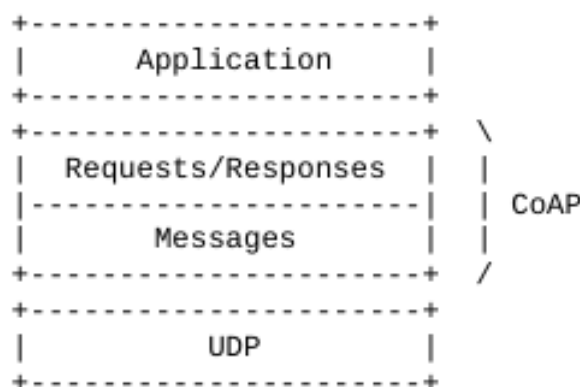 Application
Requests/Responses
CoAP
Messages
UDP